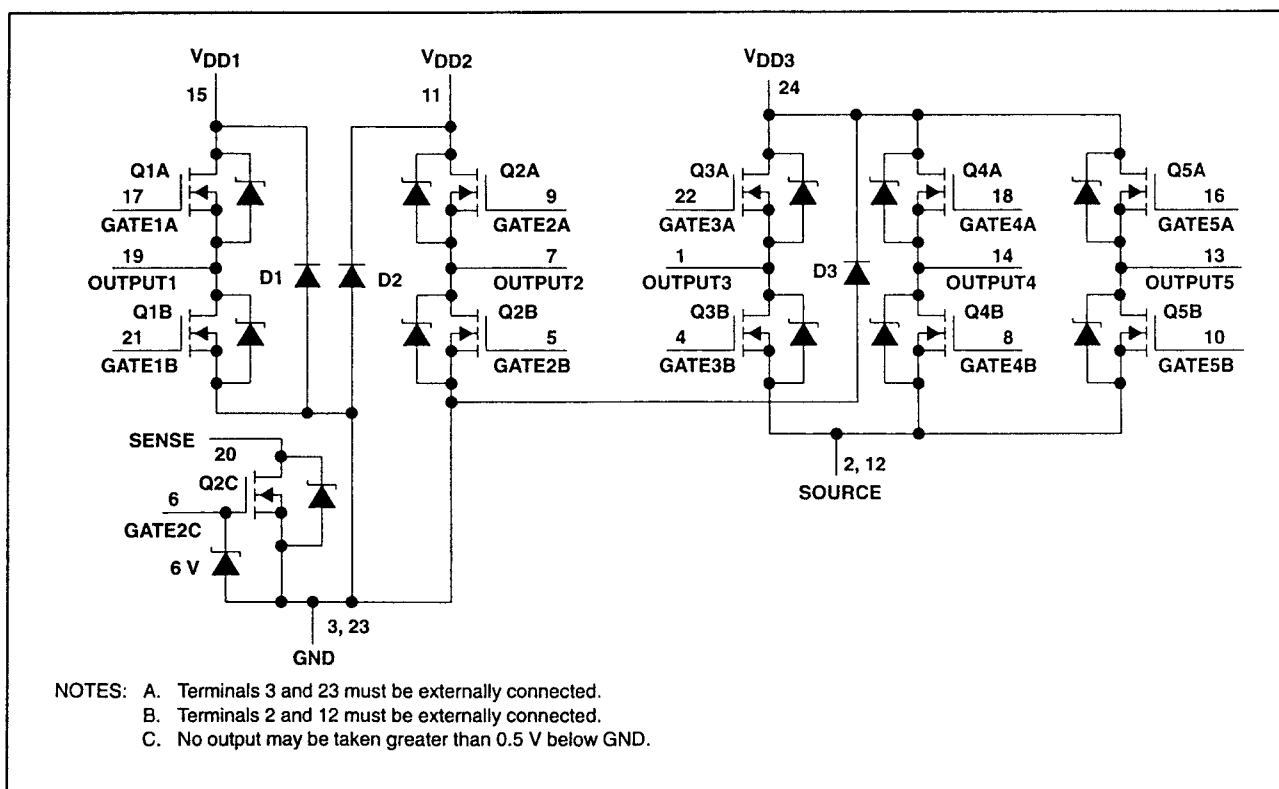 VDD1 VDD2 VDD3
15 11 24
Q1A Q2A Q3A Q4A Q5A
17 9 22 18 16
GATE1A GATE2A GATE3A GATE4A GATE5A
19 7 1 14 13
OUTPUT1 D1 D2 OUTPUT2 OUTPUT3 D3 OUTPUT4 OUTPUT5
Q1B Q2B Q3B Q4B Q5B
21 5 4 8 10
GATE1B GATE2B GATE3B GATE4B GATE5B
SENSE
20 2, 12
Q2C SOURCE
6
GATE2C
6 V
3, 23
GND
NOTES: A. Terminals 3 and 23 must be externally connected.
B. Terminals 2 and 12 must be externally connected.
C. No output may be taken greater than 0.5 V below GND.